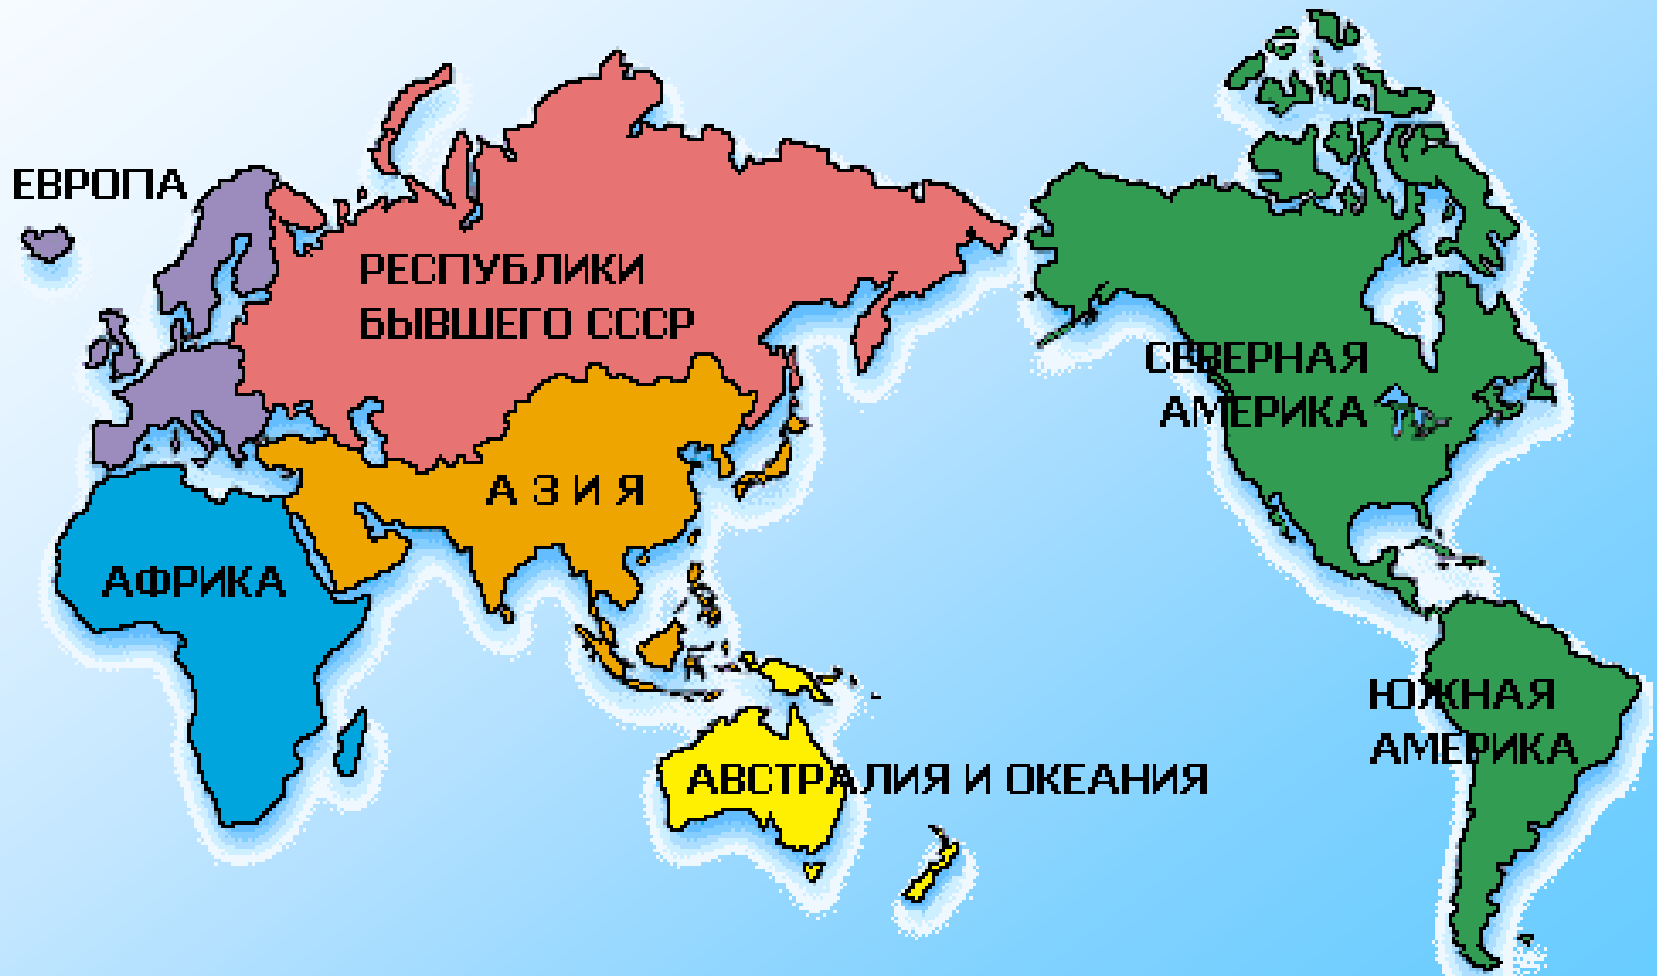 ЕВРОПА
РЕСПУБЛИКИ
БЫВШЕГО СССР
СЕВЕРНАЯ
АМЕРИКА
АЗИЯ
АФРИКА
ЮЖНАЯ
АМЕРИКА
АВСТРАЛИЯ И ОКЕАНИЯ